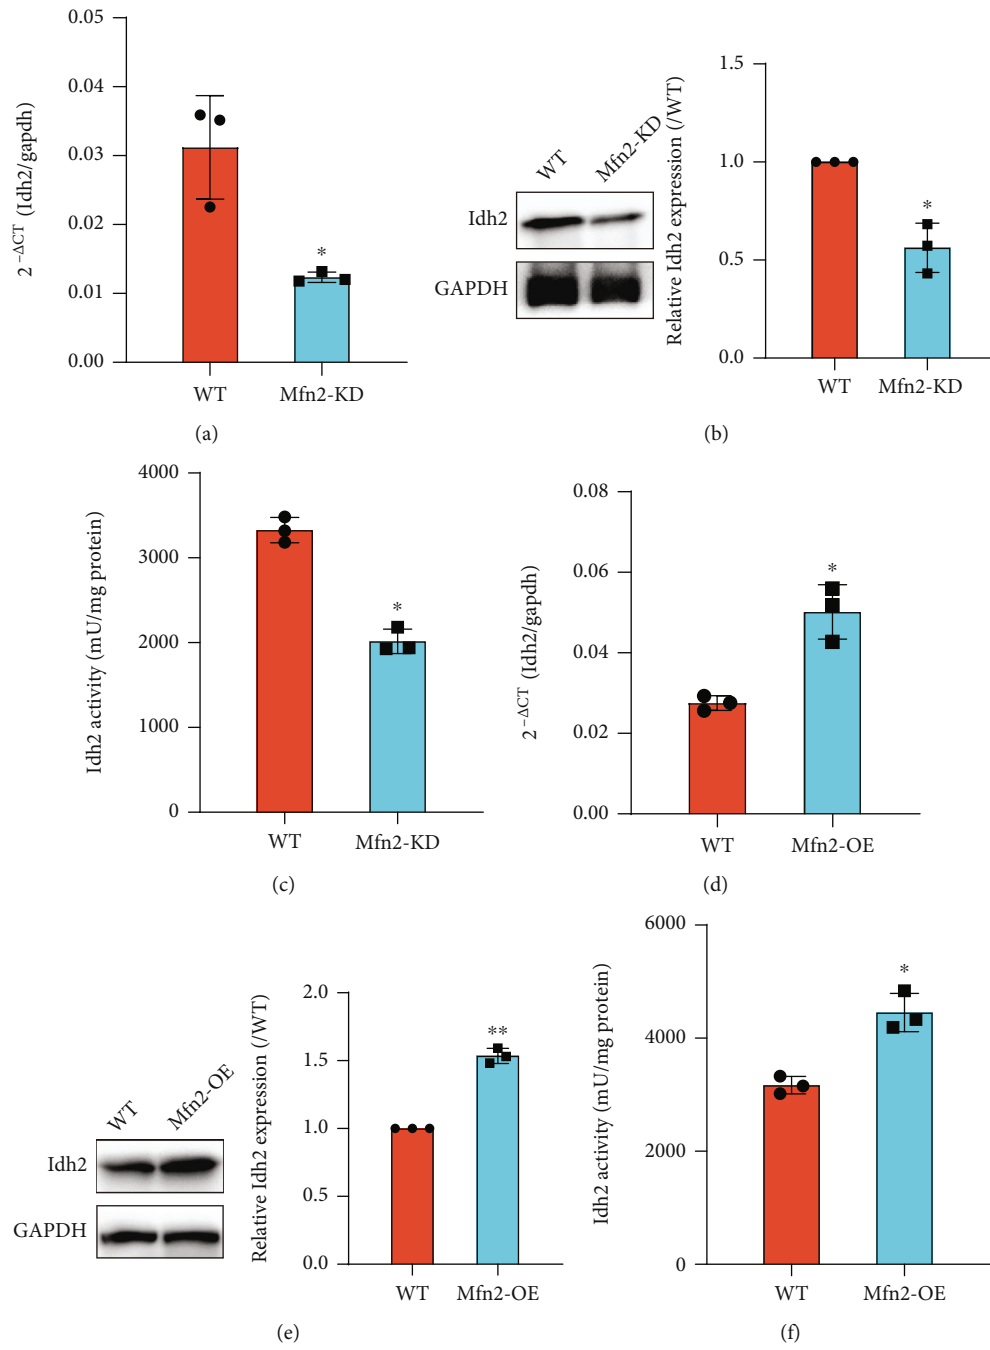 0.05
0.04
0.03
0.02
0.01
0.00
2⁻ΔCT (Idh2/gapdh)
*
WT
Mfn2-KD
(a)
WT
Mfn2-KD
Idh2
GAPDH
Relative Idh2 expression (/WT)
1.5
1.0
0.5
0.0
*
WT
Mfn2-KD
(b)
Idh2 activity (mU/mg protein)
4000
3000
2000
1000
0
*
WT
Mfn2-KD
(c)
2⁻ΔCT (Idh2/gapdh)
0.08
0.06
0.04
0.02
0.00
*
WT
Mfn2-OE
(d)
WT
Mfn2-OE
Idh2
GAPDH
Relative Idh2 expression (/WT)
2.0
1.5
1.0
0.5
0.0
**
WT
Mfn2-OE
(e)
Idh2 activity (mU/mg protein)
6000
4000
2000
0
*
WT
Mfn2-OE
(f)